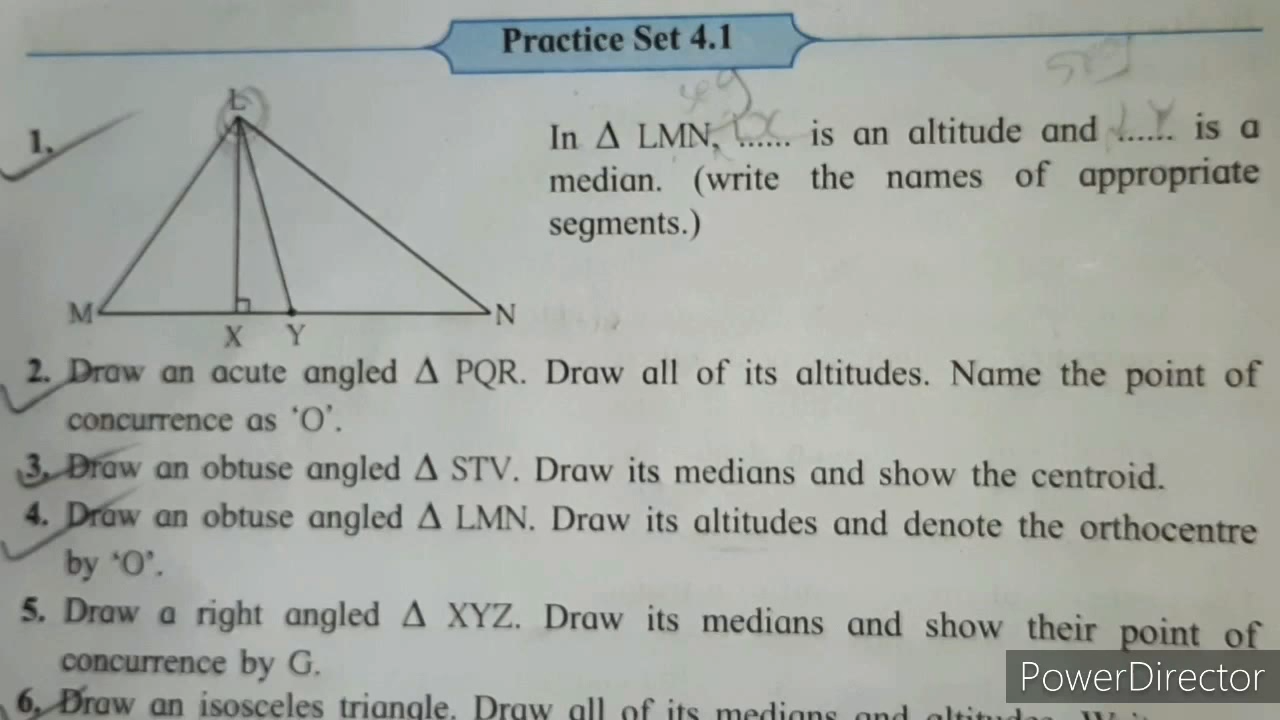 Practice Set 4.1
L
1.
In Δ LMN, ...... is an altitude and ...... is a
seg
LX
LY
median. (write the names of appropriate
segments.)
M
N
X Y
2. Draw an acute angled Δ PQR. Draw all of its altitudes. Name the point of
concurrence as ‘O’.
3. Draw an obtuse angled Δ STV. Draw its medians and show the centroid.
4. Draw an obtuse angled Δ LMN. Draw its altitudes and denote the orthocentre
by ‘O’.
5. Draw a right angled Δ XYZ. Draw its medians and show their point of
concurrence by G.
6. Draw an isosceles triangle. Draw all of its medians and altitudes.
PowerDirector